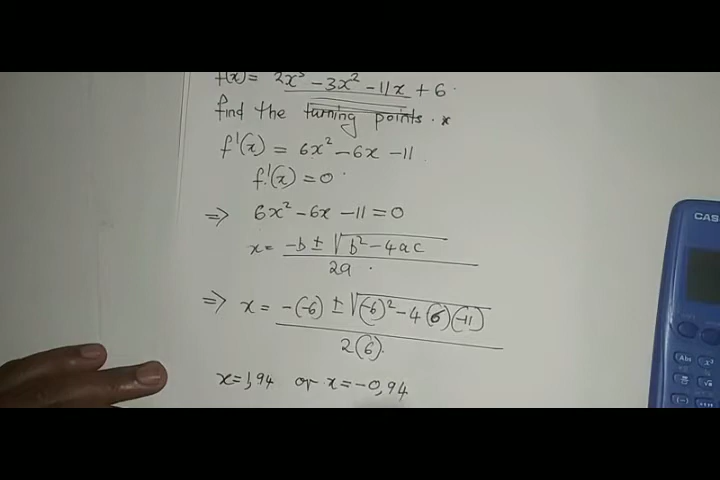 f(x) = 2x³ - 3x² - 11x + 6.
find the turning points. *
f'(x) = 6x² - 6x - 11
f'(x) = 0
⇒ 6x² - 6x - 11 = 0
x = (-b ± √(b² - 4ac)) / 2a.
⇒ x = (-(-6) ± √((-6)² - 4(6)(-11))) / 2(6).
x = 1,94 or x = -0,94
CAS